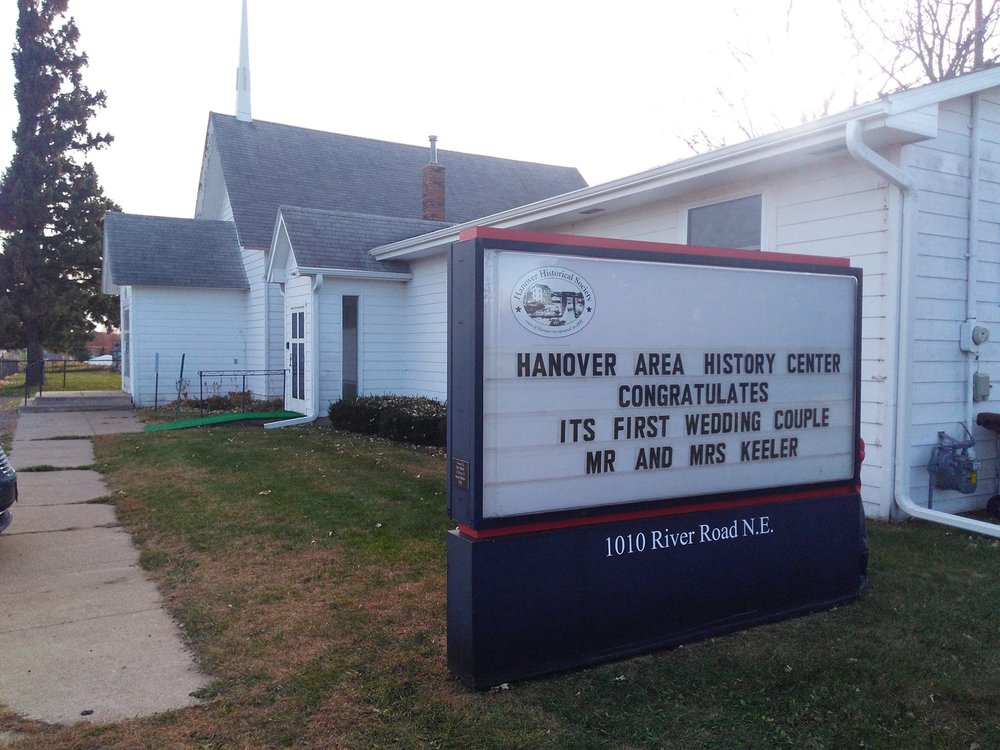 Hanover Historical Society
HANOVER AREA HISTORY CENTER
CONGRATULATES
ITS FIRST WEDDING COUPLE
MR AND MRS KEELER
1010 River Road N.E.